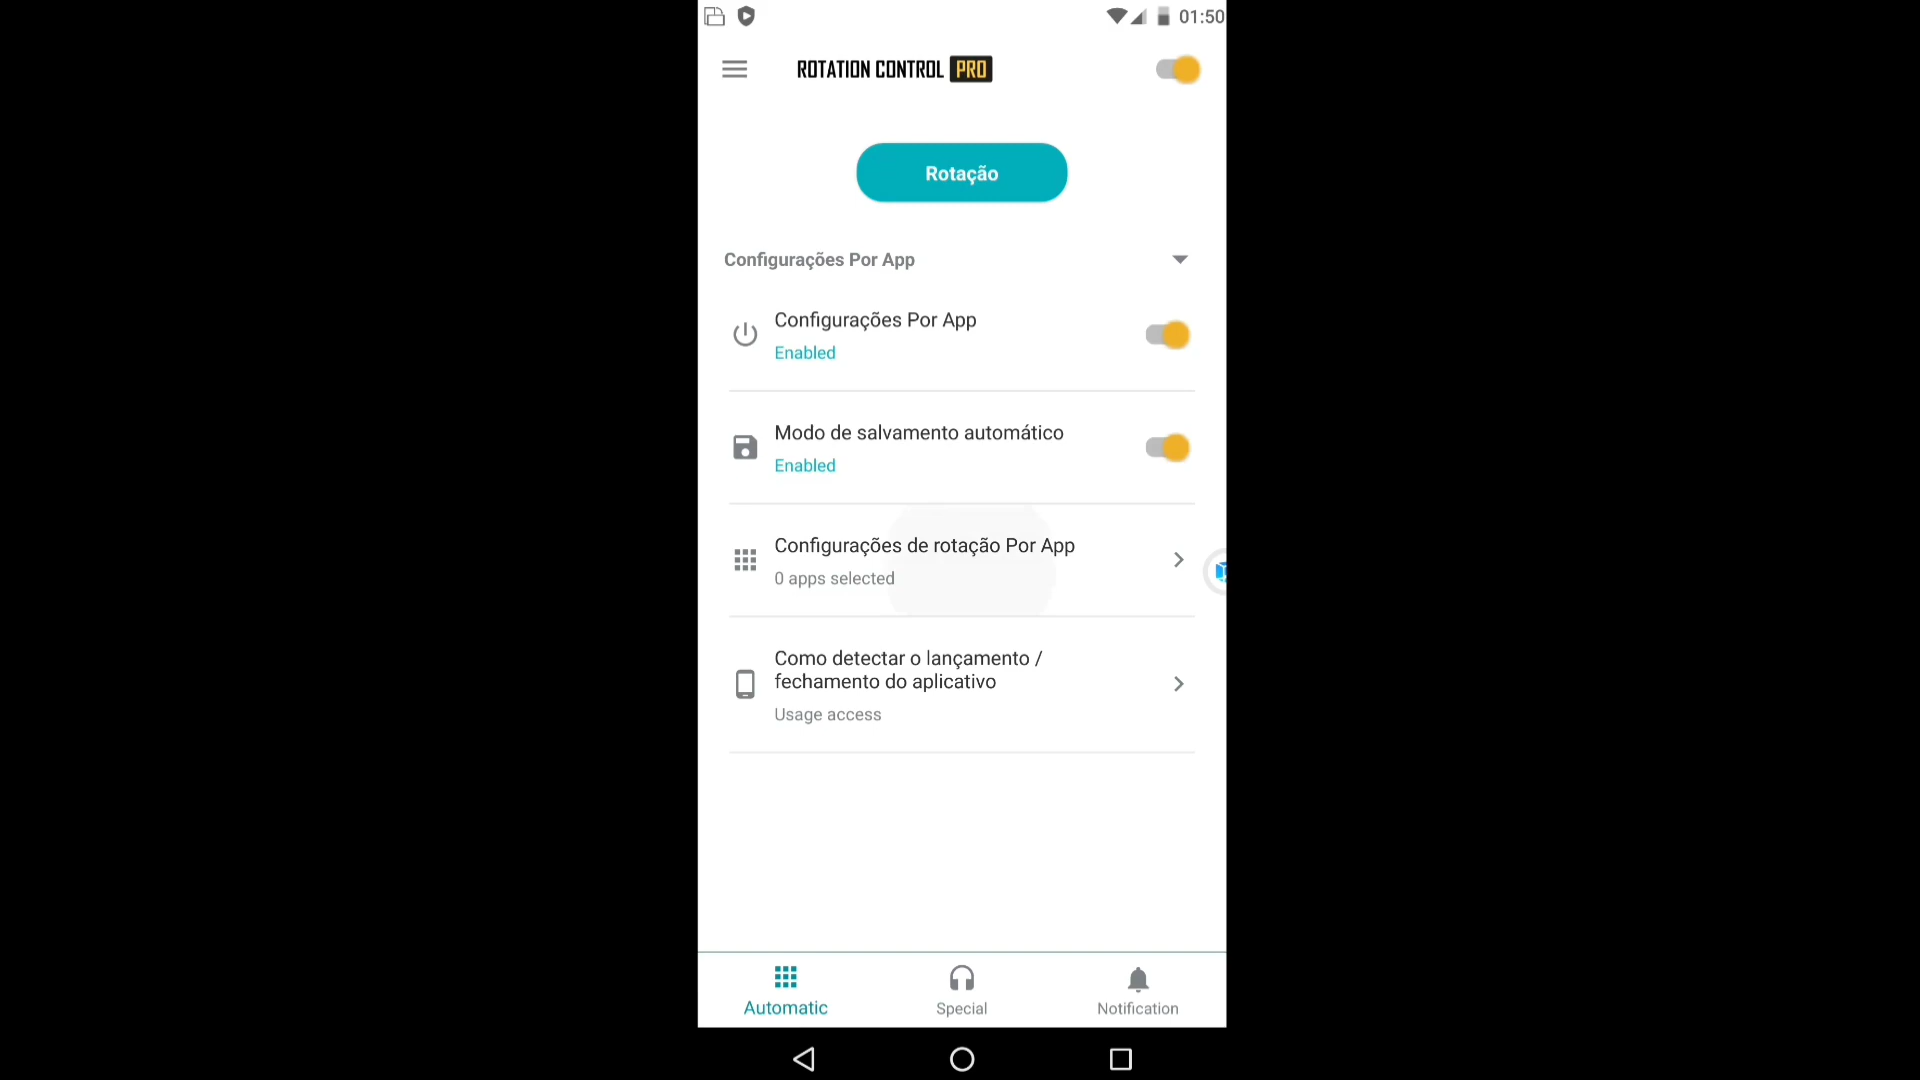 01:50
ROTATION CONTROL PRO
Rotação
Configurações Por App
Configurações Por App
Enabled
Modo de salvamento automático
Enabled
Configurações de rotação Por App
0 apps selected
Como detectar o lançamento /
fechamento do aplicativo
Usage access
Automatic
Special
Notification